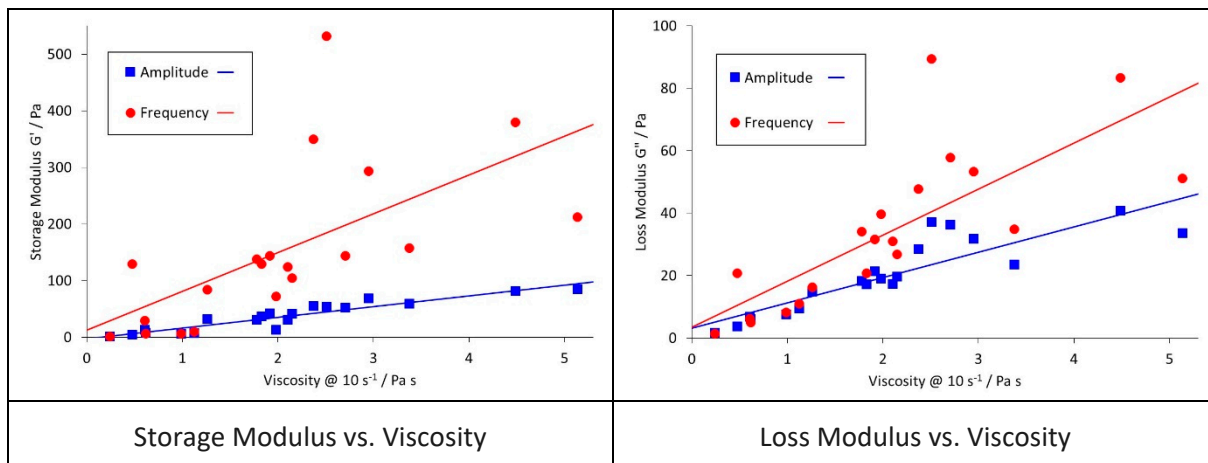 Storage Modulus G' / Pa
500
400
300
200
100
0
Amplitude
Frequency
0 1 2 3 4 5
Viscosity @ 10 s⁻¹ / Pa s
Loss Modulus G" / Pa
100
80
60
40
20
0
Amplitude
Frequency
0 1 2 3 4 5
Viscosity @ 10 s⁻¹ / Pa s
Storage Modulus vs. Viscosity
Loss Modulus vs. Viscosity